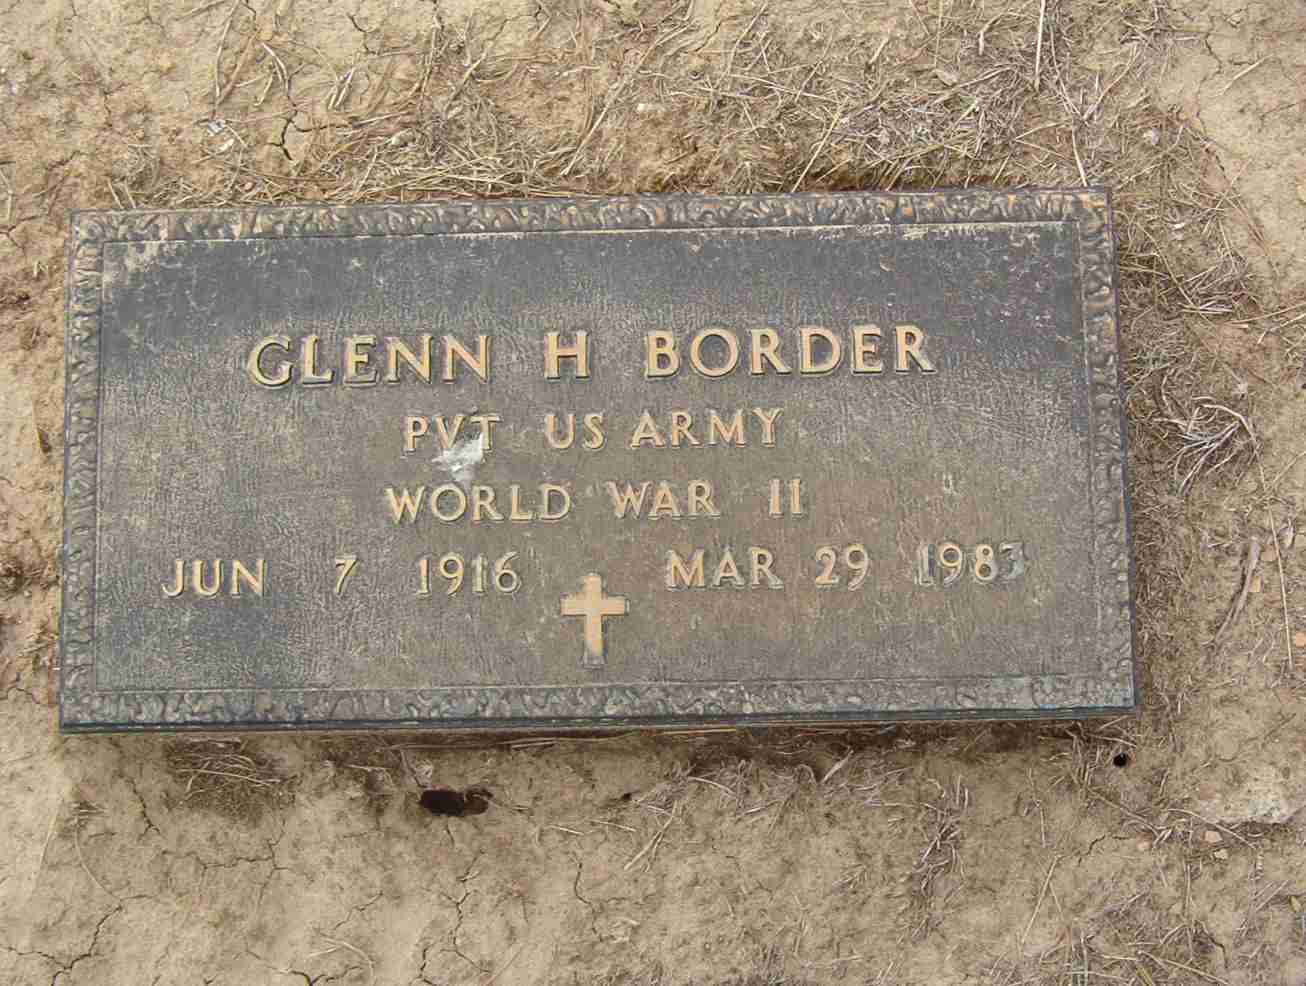 GLENN H BORDER
PVT US ARMY
WORLD WAR II
JUN 7 1916 MAR 29 1983